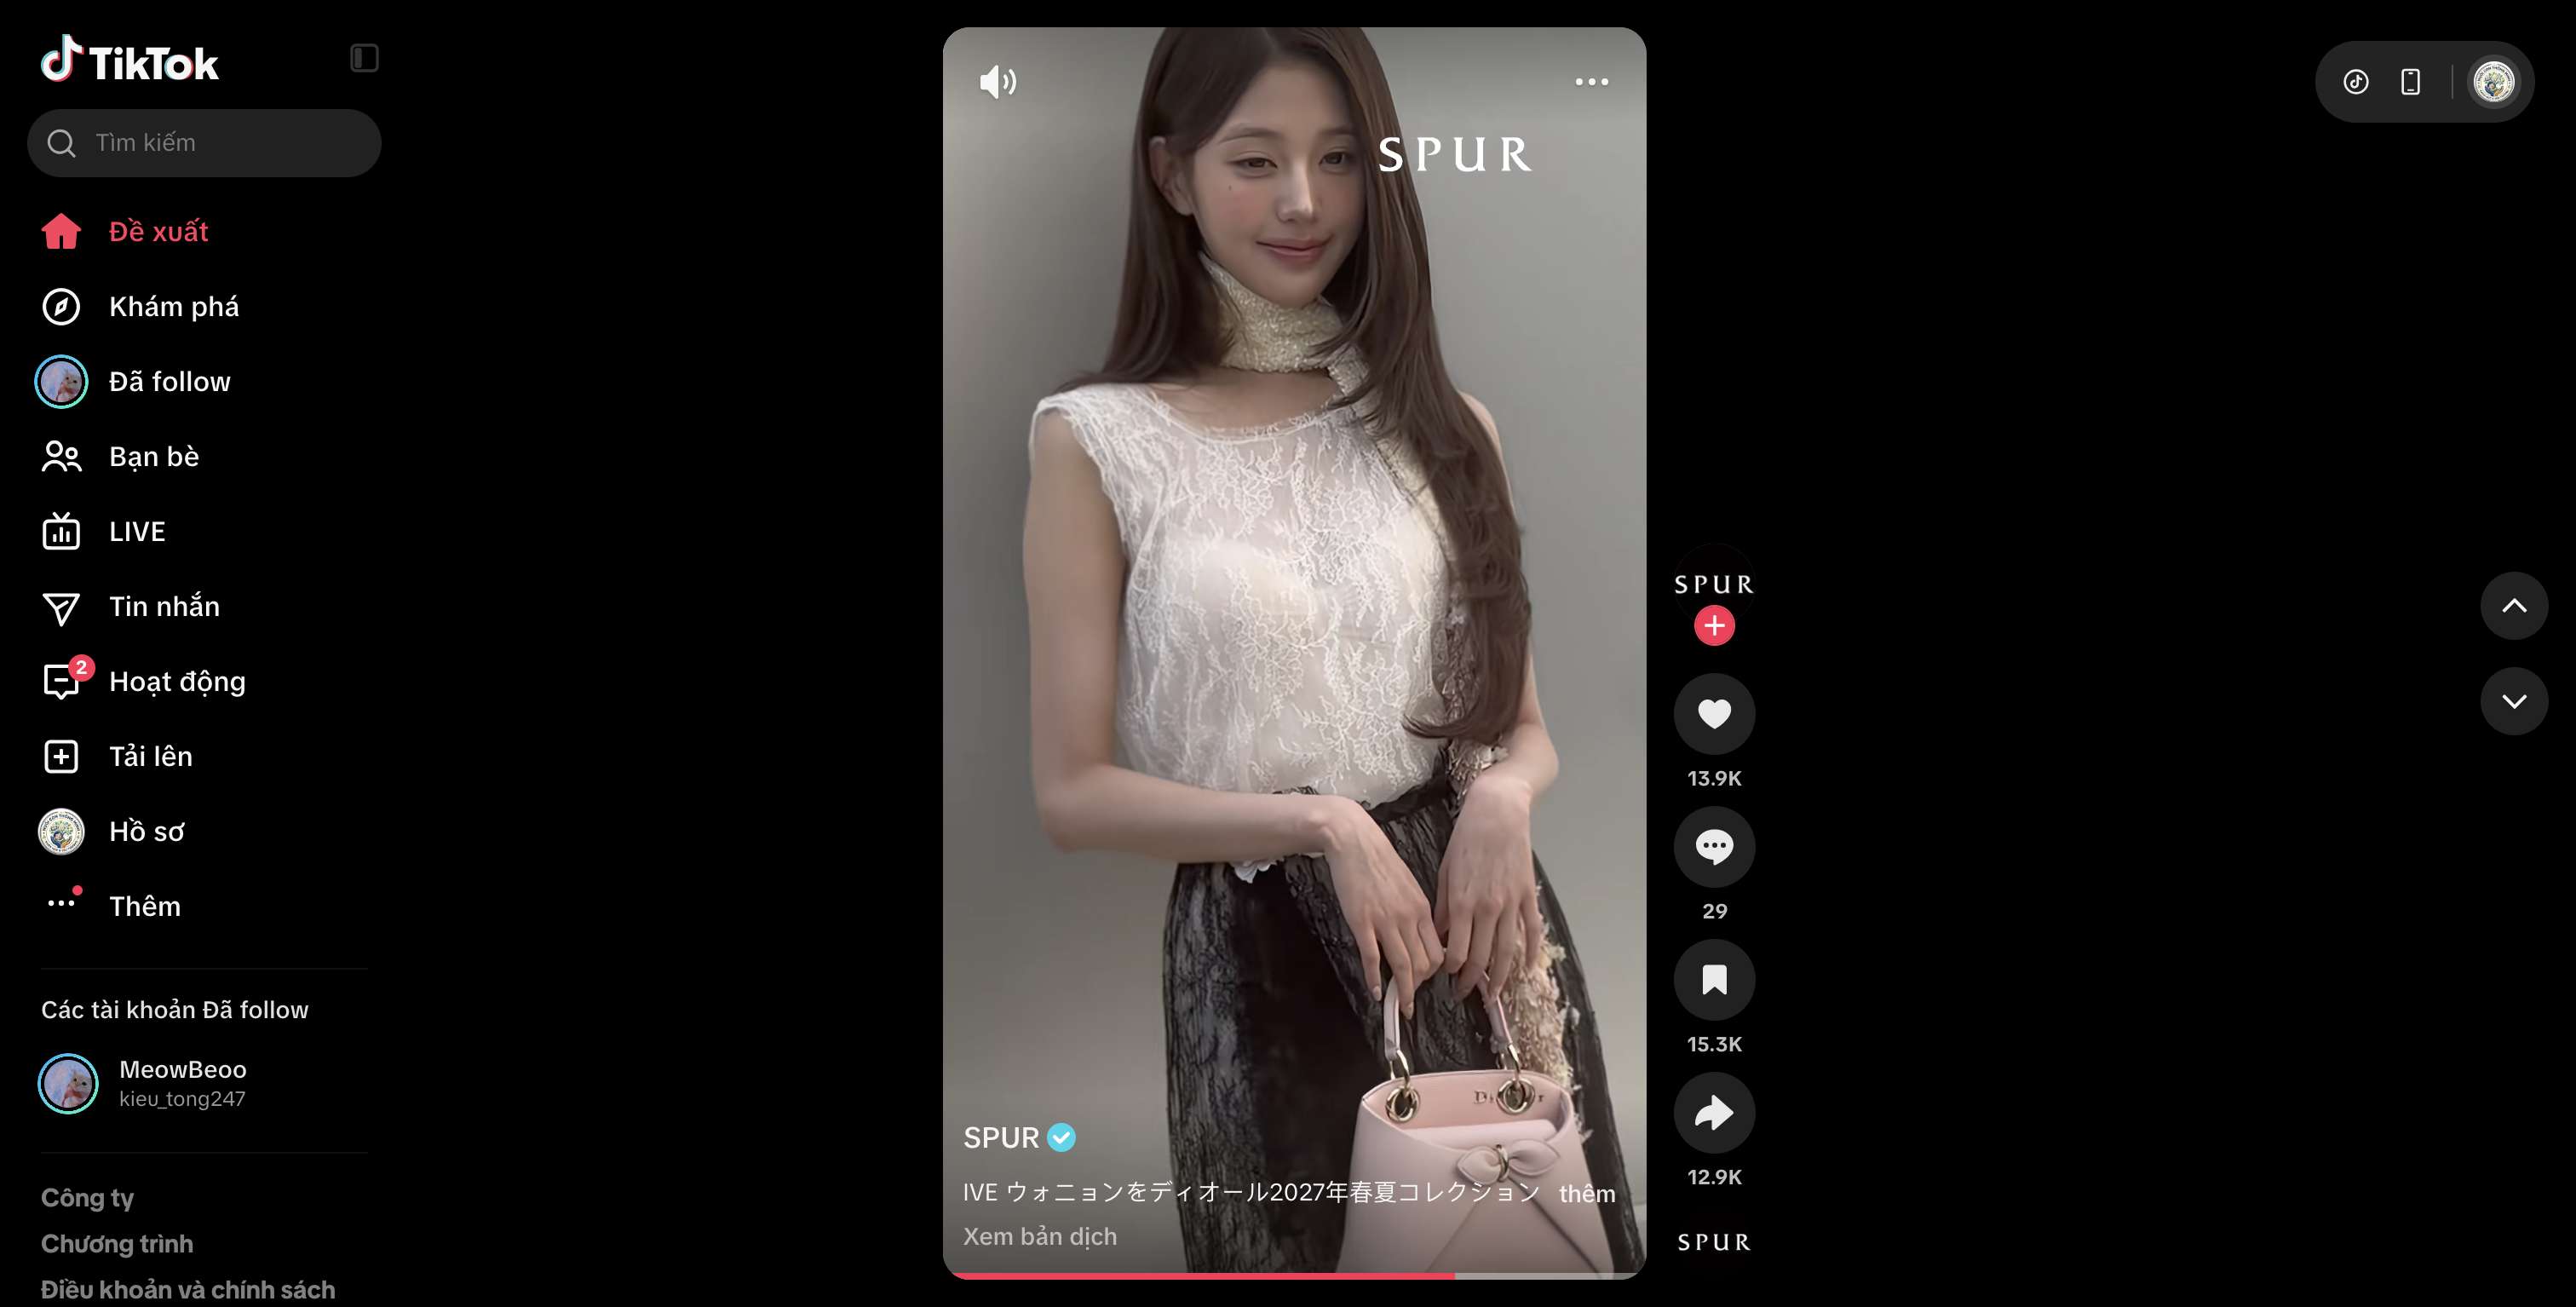 TikTok
Tìm kiếm
Đề xuất
Khám phá
Đã follow
Bạn bè
LIVE
Tin nhắn
2
Hoạt động
Tải lên
Hồ sơ
Thêm
Các tài khoản Đã follow
MeowBeoo
kieu_tong247
Công ty
Chương trình
Điều khoản và chính sách
SPUR
SPUR
IVE ウォニョンをディオール2027年春夏コレクション thêm
Xem bản dịch
SPUR
13.9K
29
15.3K
12.9K
SPUR